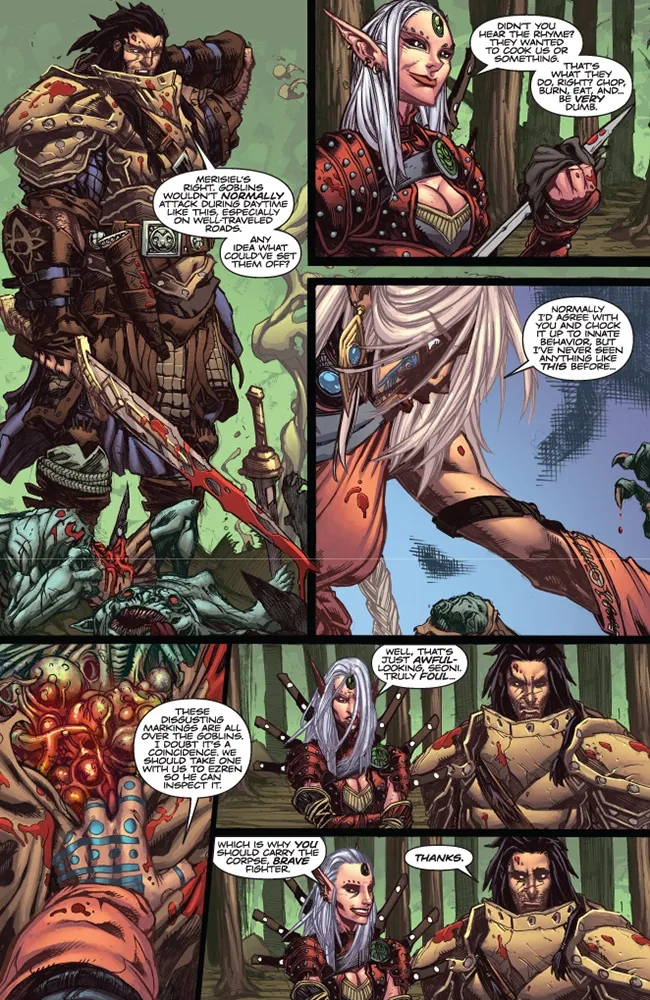 MERISIEL'S
RIGHT. GOBLINS
WOULDN'T NORMALLY
ATTACK DURING DAYTIME
LIKE THIS, ESPECIALLY
ON WELL-TRAVELED
ROADS.
ANY
IDEA WHAT
COULD'VE SET
THEM OFF?
DIDN'T YOU
HEAR THE RHYME?
THEY WANTED
TO COOK US OR
SOMETHING.
THAT'S
WHAT THEY
DO, RIGHT? CHOP,
BURN, EAT, AND...
BE VERY
DUMB.
NORMALLY
I'D AGREE WITH
YOU AND CHOCK
IT UP TO INNATE
BEHAVIOR, BUT
I'VE NEVER SEEN
ANYTHING LIKE
THIS BEFORE...
THESE
DISGUSTING
MARKINGS ARE ALL
OVER THE GOBLINS.
I DOUBT IT'S A
COINCIDENCE. WE
SHOULD TAKE ONE
WITH US TO EZREN
SO HE CAN
INSPECT IT.
WELL, THAT'S
JUST AWFUL-
LOOKING, SEONI.
TRULY FOUL...
WHICH IS WHY YOU
SHOULD CARRY THE
CORPSE, BRAVE
FIGHTER.
THANKS.